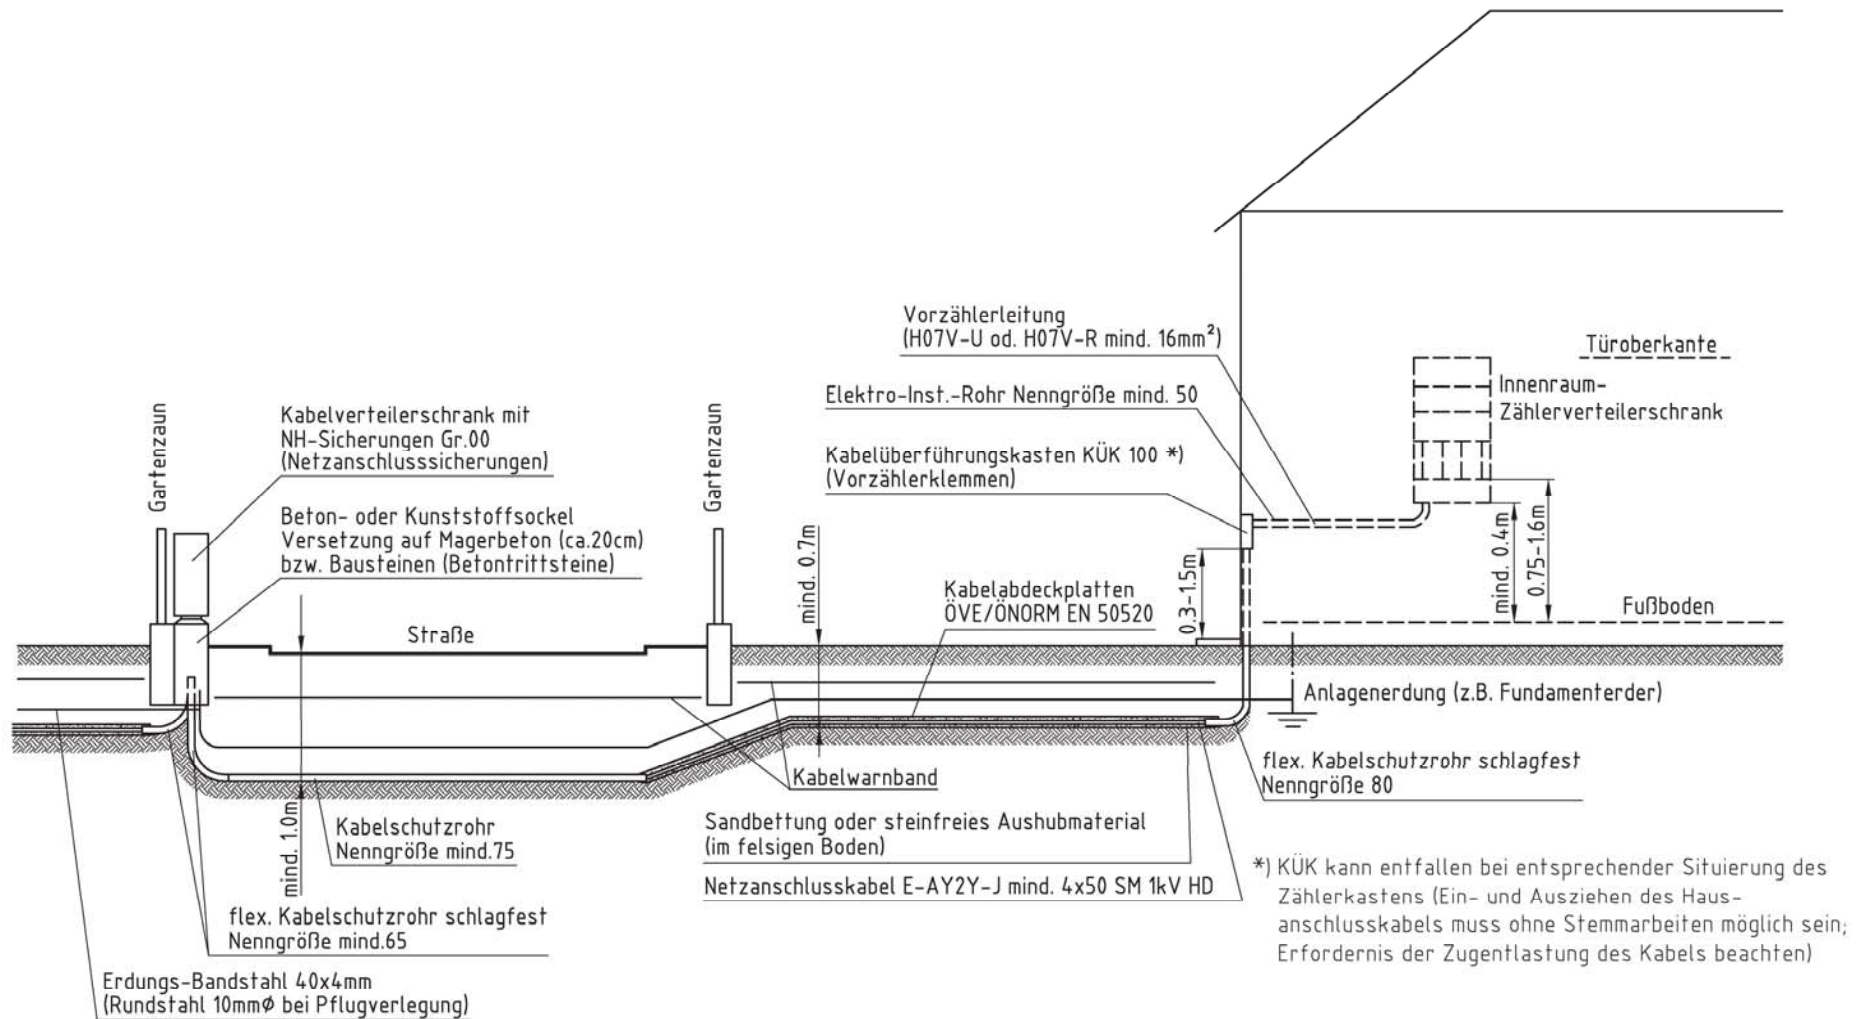 Vorzählerleitung
(H07V-U od. H07V-R mind. 16mm²)
Türoberkante
Innenraum-
Zählerverteilerschrank
Elektro-Inst.-Rohr Nenngröße mind. 50
Gartenzaun
Kabelverteilerschrank mit
NH-Sicherungen Gr.00
(Netzanschlusssicherungen)
Gartenzaun
Kabelüberführungskasten KÜK 100 *)
(Vorzählerklemmen)
Beton- oder Kunststoffsockel
Versetzung auf Magerbeton (ca.20cm)
bzw. Bausteinen (Betontrittsteine)
mind. 0.7m
Kabelabdeckplatten
ÖVE/ÖNORM EN 50520
0.3-1.5m
mind. 0.4m
0.75-1.6m
Fußboden
Straße
Anlagenerdung (z.B. Fundamenterder)
Kabelwarnband
flex. Kabelschutzrohr schlagfest
Nenngröße 80
mind. 1.0m
Kabelschutzrohr
Nenngröße mind.75
Sandbettung oder steinfreies Aushubmaterial
(im felsigen Boden)
Netzanschlusskabel E-AY2Y-J mind. 4x50 SM 1kV HD
flex. Kabelschutzrohr schlagfest
Nenngröße mind.65
Erdungs-Bandstahl 40x4mm
(Rundstahl 10mmø bei Pflugverlegung)
*) KÜK kann entfallen bei entsprechender Situierung des
Zählerkastens (Ein- und Ausziehen des Haus-
anschlusskabels muss ohne Stemmarbeiten möglich sein;
Erfordernis der Zugentlastung des Kabels beachten)